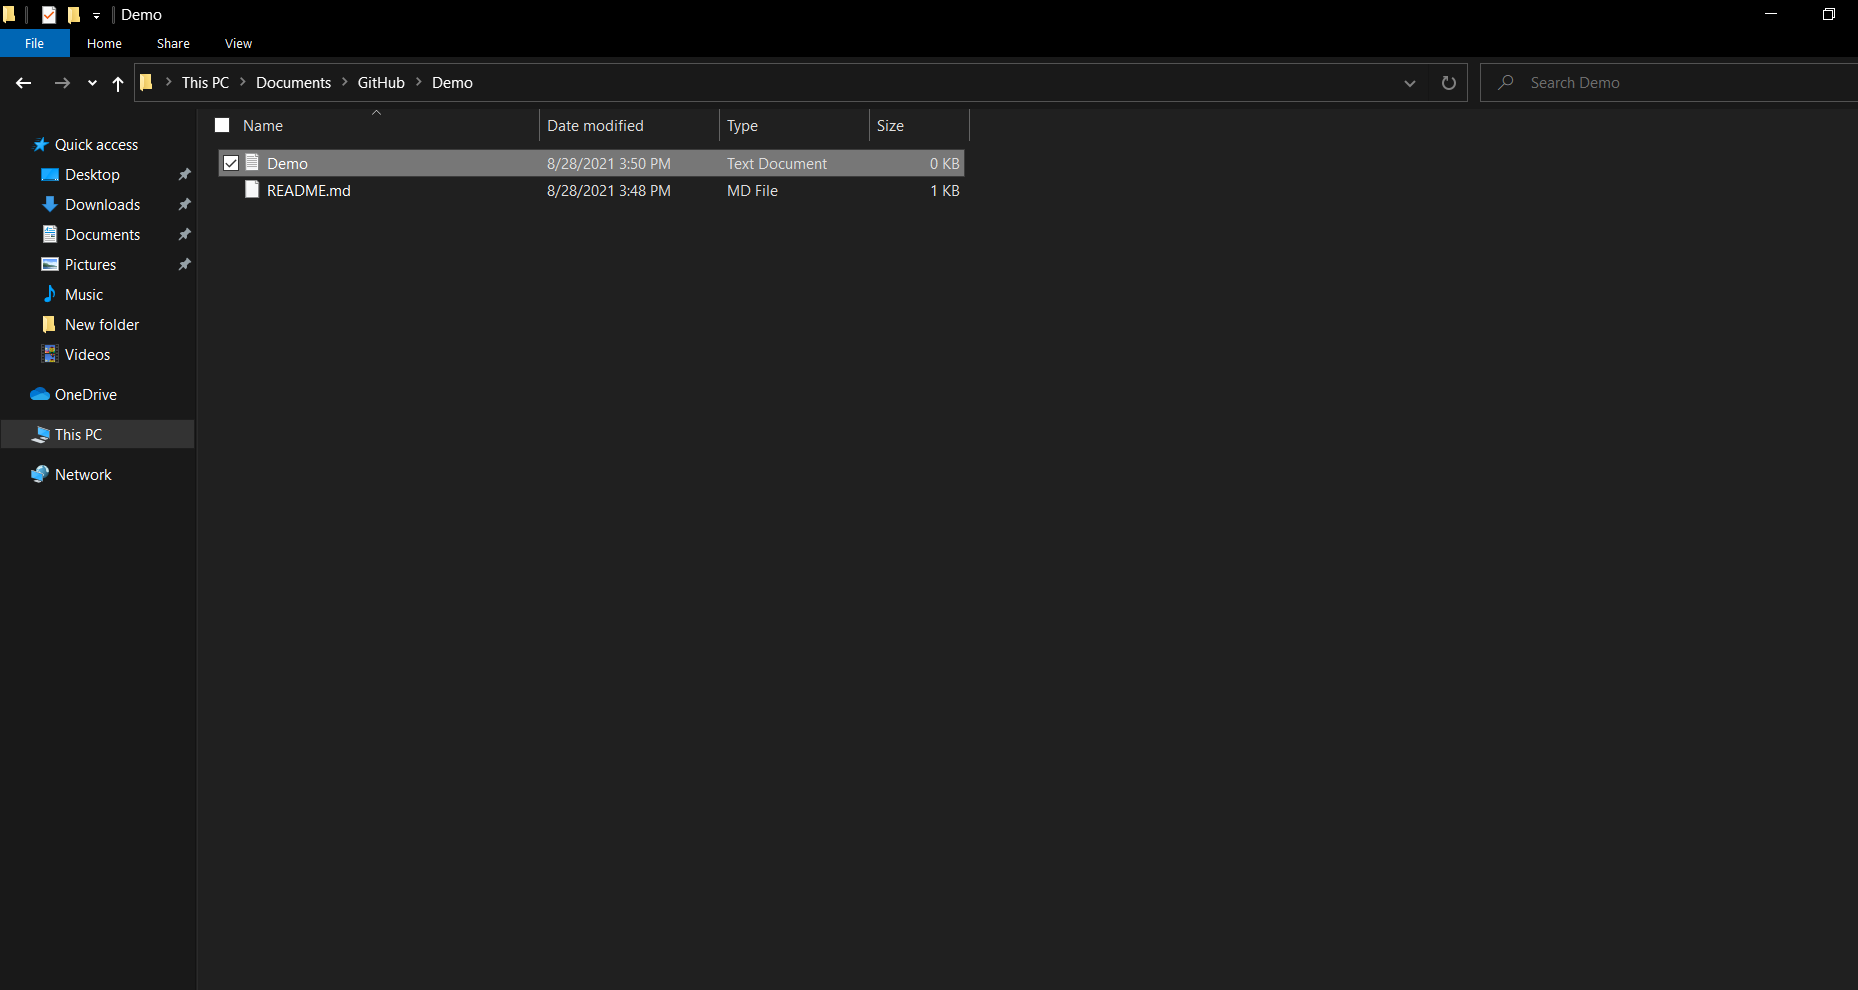 Demo
File Home Share View
This PC Documents GitHub Demo
Search Demo
Name Date modified Type Size
Demo 8/28/2021 3:50 PM Text Document 0 KB
README.md 8/28/2021 3:48 PM MD File 1 KB
Quick access
Desktop
Downloads
Documents
Pictures
Music
New folder
Videos
OneDrive
This PC
Network